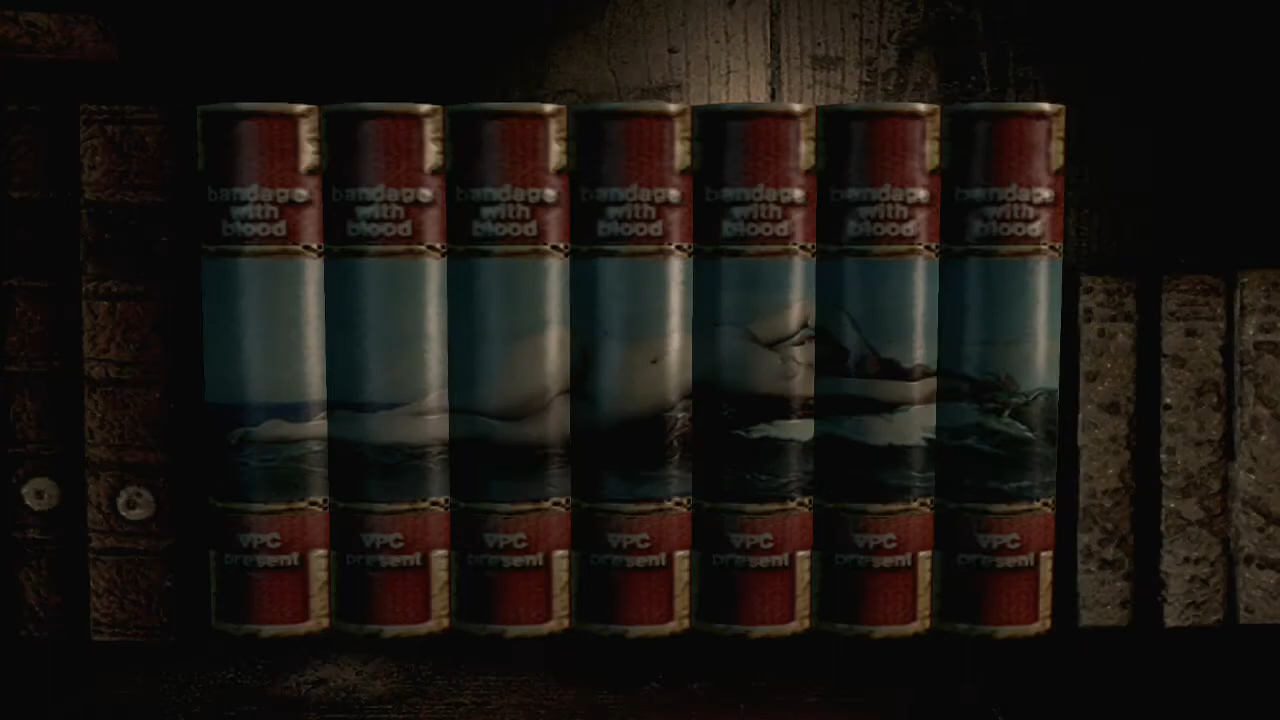 bandage
with
blood
bandage
with
blood
bandage
with
blood
bandage
with
blood
bandage
with
blood
bandage
with
blood
bandage
with
blood
VPC
present
VPC
present
VPC
present
VPC
present
VPC
present
VPC
present
VPC
present